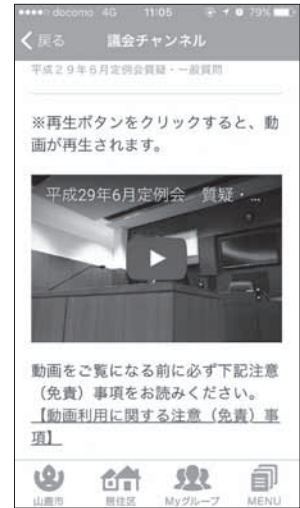 docomo 4G 11:05 79%
戻る 議会チャンネル
平成29年6月定例会質疑・一般質問
※再生ボタンをクリックすると、動
画が再生されます。
平成29年6月定例会 質疑・...
動画をご覧になる前に必ず下記注意
（免責）事項をお読みください。
【動画利用に関する注意（免責）事
項】
山鹿市 居住区 Myグループ MENU